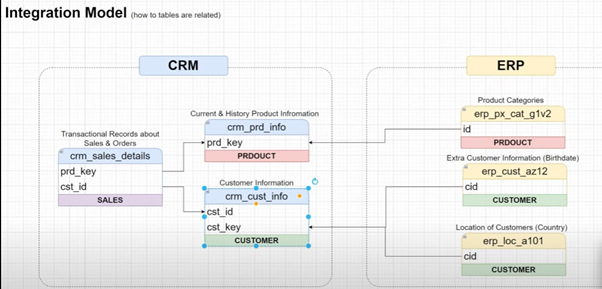 Integration Model (how to tables are related)
CRM
ERP
Transactional Records about
Sales & Orders
crm_sales_details
prd_key
cst_id
SALES
Current & History Product Infromation
crm_prd_info
prd_key
PRDOUCT
Customer Information
crm_cust_info
cst_id
cst_key
CUSTOMER
Product Categories
erp_px_cat_g1v2
id
PRDOUCT
Extra Customer Information (Birthdate)
erp_cust_az12
cid
CUSTOMER
Location of Customers (Country)
erp_loc_a101
cid
CUSTOMER